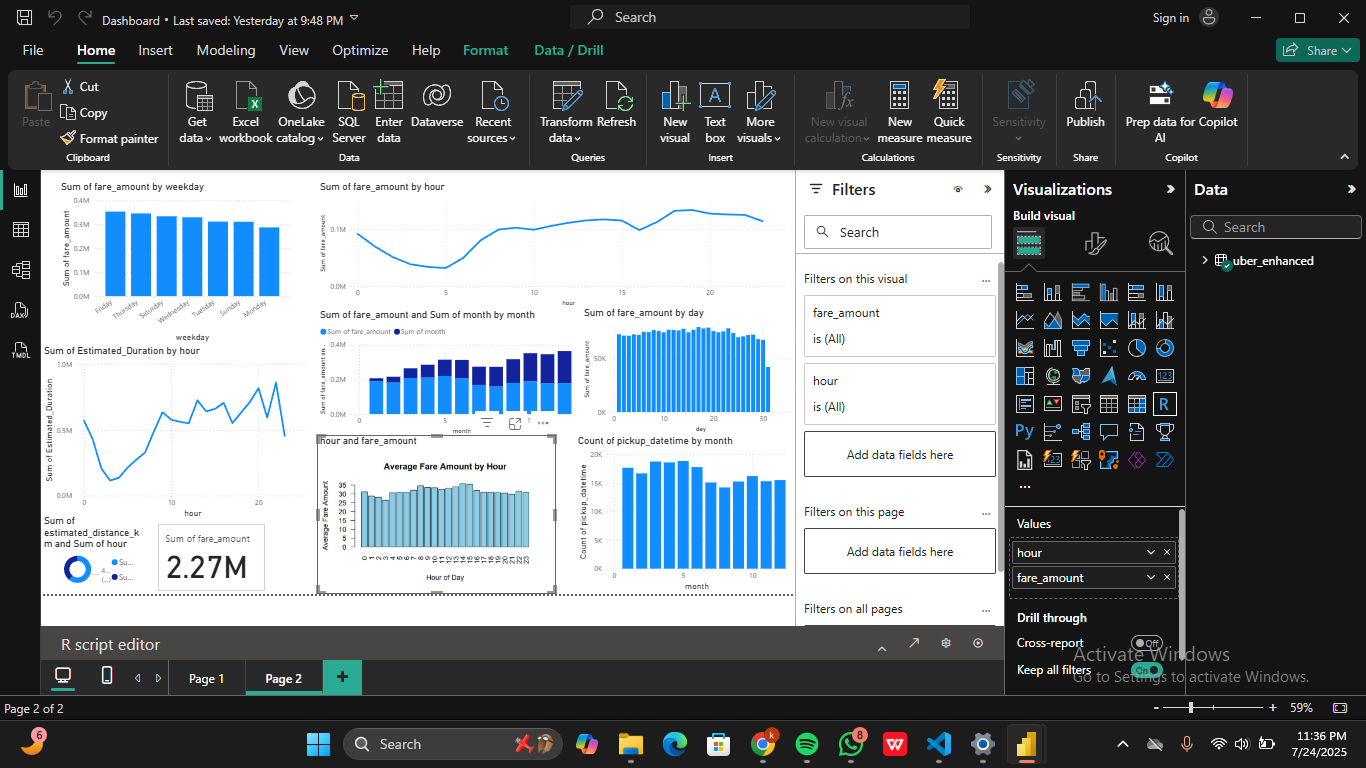 Dashboard • Last saved: Yesterday at 9:48 PM
Search
Sign in
File Home Insert Modeling View Optimize Help Format Data / Drill
Share
Paste
Cut
Copy
Format painter
Clipboard
Get data
Excel workbook
OneLake catalog
SQL Server
Enter data
Dataverse
Recent sources
Data
Transform data
Refresh
Queries
New visual
Text box
More visuals
Insert
New visual calculation
New measure
Quick measure
Calculations
Sensitivity
Sensitivity
Publish
Share
Prep data for AI
Copilot
Copilot
DAX
TMDL
Sum of fare_amount by weekday
Sum of fare_amount
0.4M
0.3M
0.2M
0.1M
0.0M
Friday
Thursday
Saturday
Wednesday
Tuesday
Sunday
Monday
weekday
Sum of fare_amount by hour
Sum of fare_amount
0.1M
0.0M
0 5 10 15 20
hour
Sum of Estimated_Duration by hour
Sum of Estimated_Duration
1.0M
0.5M
0.0M
0 10 20
hour
Sum of fare_amount and Sum of month by month
Sum of fare_amount Sum of month
Sum of fare_amount an...
0.4M
0.2M
0.0M
0 5
month
Sum of fare_amount by day
Sum of fare_amount
50K
0K
0 10 20 30
day
hour and fare_amount
Average Fare Amount by Hour
Average Fare Amount
35
30
25
20
15
10
5
0
0 1 2 3 4 5 6 7 8 9 10 11 12 13 14 15 16 17 18 19 20 21 22 23
Hour of Day
Count of pickup_datetime by month
Count of pickup_datetime
20K
15K
10K
5K
0K
0 5 10
month
Sum of
estimated_distance_k
m and Sum of hour
4...
(...)
Su...
Su...
Sum of fare_amount
2.27M
R script editor
Page 1
Page 2
+
Page 2 of 2
Filters
Search
Filters on this visual
...
fare_amount
is (All)
hour
is (All)
Add data fields here
Filters on this page
...
Add data fields here
Filters on all pages
...
Visualizations
Build visual
123
R
Py
123
...
Values
hour
fare_amount
Drill through
Cross-report
Off
Keep all filters
On
Data
Search
uber_enhanced
Activate Windows
Go to Settings to activate Windows.
- + 59%
6
Search
k
8
W
11:36 PM
7/24/2025